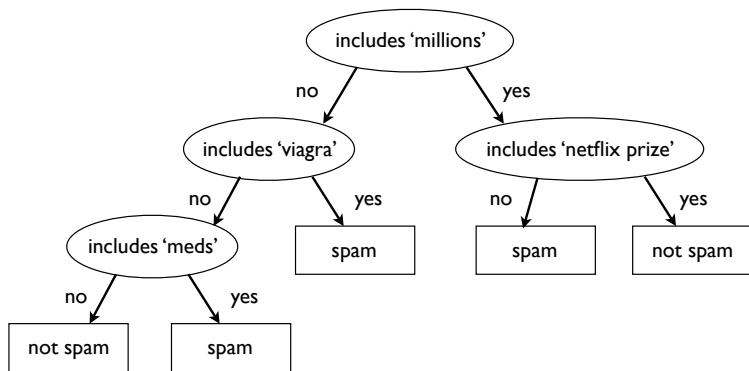 includes ‘millions’
no
yes
includes ‘viagra’
includes ‘netflix prize’
no
yes
no
yes
includes ‘meds’
spam
spam
not spam
no
yes
not spam
spam